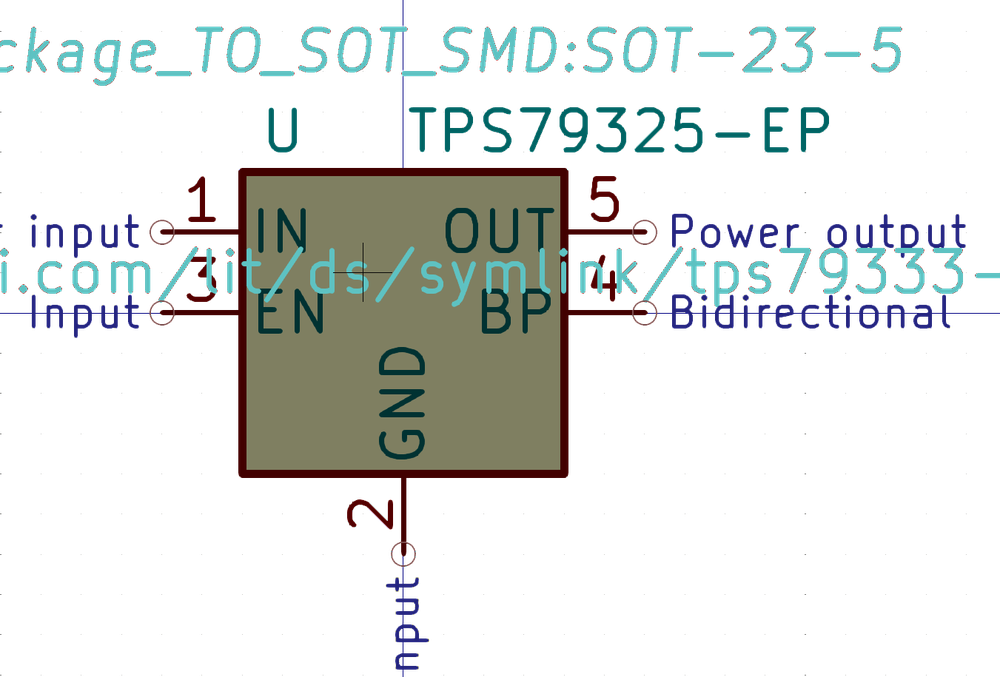 ckage_TO_SOT_SMD:SOT-23-5
U TPS79325-EP
1 5
input IN OUT Power output
i.com/lit/ds/symlink/tps79333-
3 4
Input EN BP Bidirectional
GND
2
nput